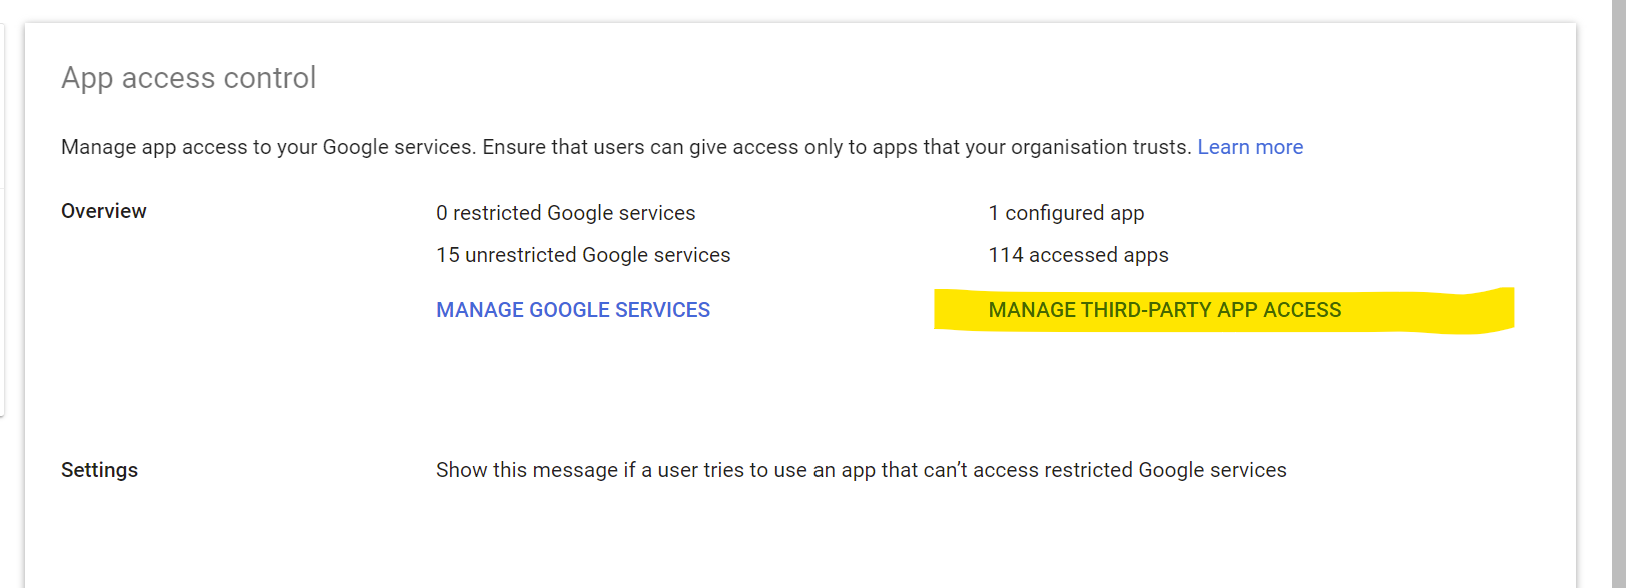 App access control
Manage app access to your Google services. Ensure that users can give access only to apps that your organisation trusts. Learn more
Overview
0 restricted Google services
1 configured app
15 unrestricted Google services
114 accessed apps
MANAGE GOOGLE SERVICES
MANAGE THIRD-PARTY APP ACCESS
Settings
Show this message if a user tries to use an app that can’t access restricted Google services